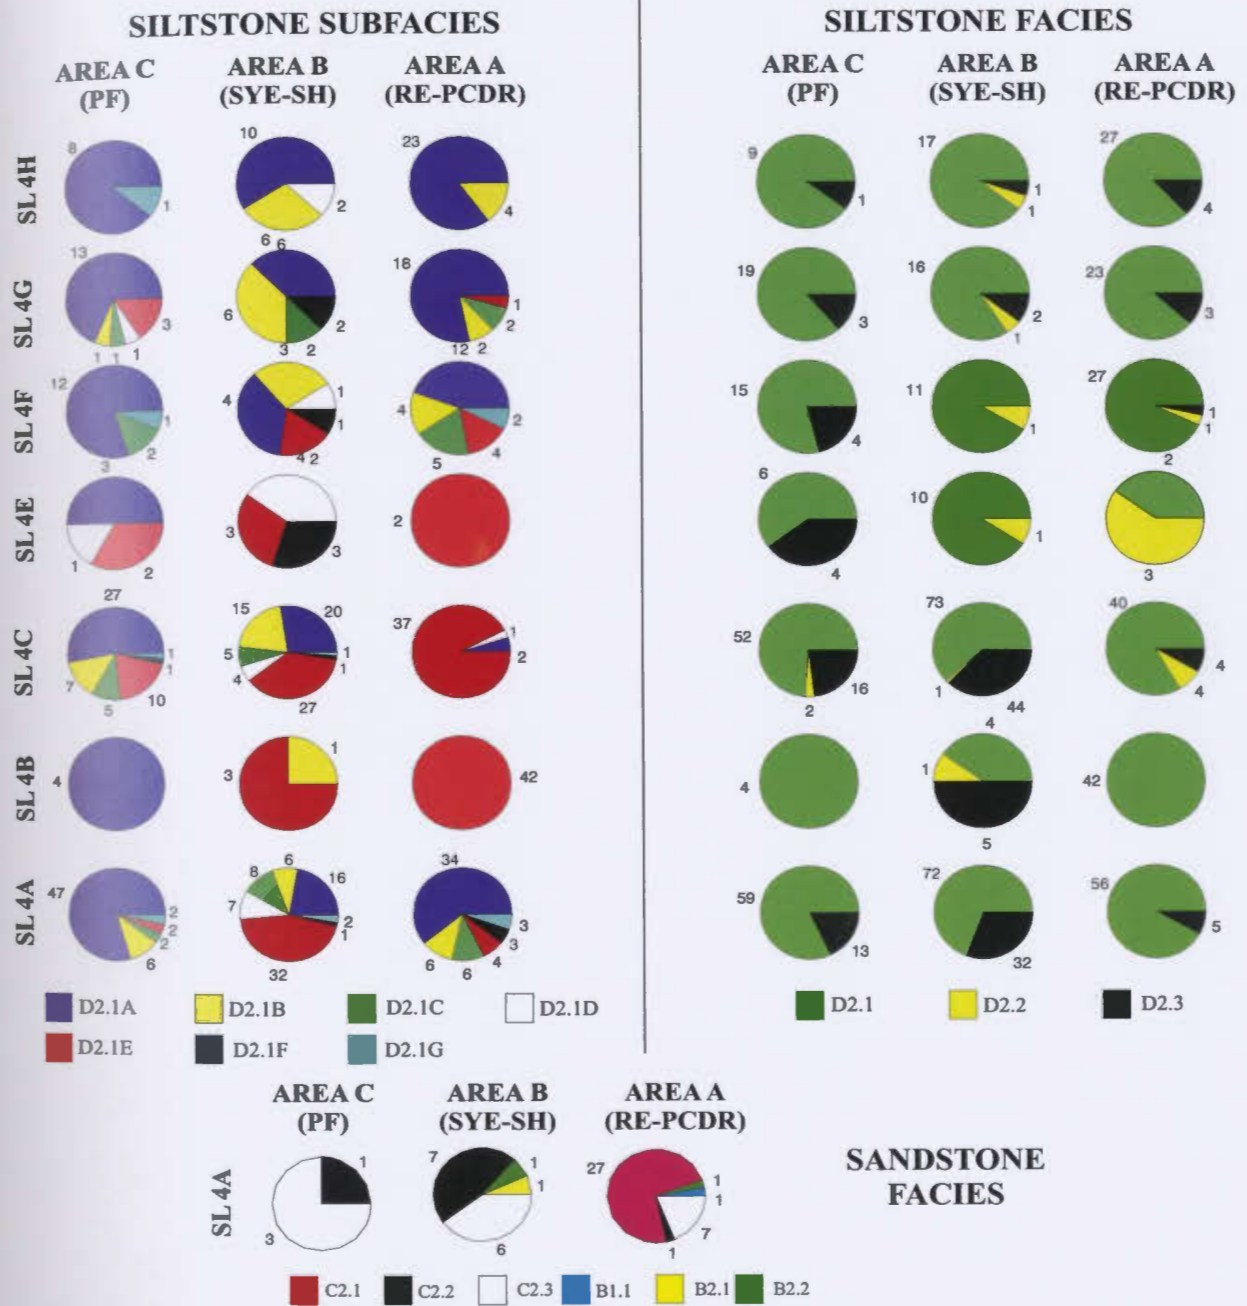 SILTSTONE SUBFACIES
SILTSTONE FACIES
AREA C
(PF)
AREA B
(SYE-SH)
AREA A
(RE-PCDR)
AREA C
(PF)
AREA B
(SYE-SH)
AREA A
(RE-PCDR)
SL 4H
8
1
10
2
6
23
4
9
1
17
1
1
27
4
SL 4G
13
3
1
1
1
6
6
2
2
18
1
2
2
19
3
16
2
1
23
3
SL 4F
12
1
2
3
4
1
1
2
12
4
2
4
5
15
4
11
1
27
1
1
SL 4E
3
1
2
4
3
3
2
6
4
10
1
2
3
SL 4C
27
7
5
10
1
1
15
20
5
4
1
1
27
37
1
2
52
16
2
73
1
44
40
4
4
SL 4B
4
3
1
42
4
4
1
5
42
SL 4A
47
2
2
2
6
8
6
16
7
2
1
32
34
3
3
4
6
6
59
13
72
32
56
5
D2.1A
D2.1B
D2.1C
D2.1D
D2.1E
D2.1F
D2.1G
D2.1
D2.2
D2.3
AREA C
(PF)
AREA B
(SYE-SH)
AREA A
(RE-PCDR)
SANDSTONE
FACIES
SL 4A
1
3
7
1
1
6
27
1
1
7
1
C2.1
C2.2
C2.3
B1.1
B2.1
B2.2